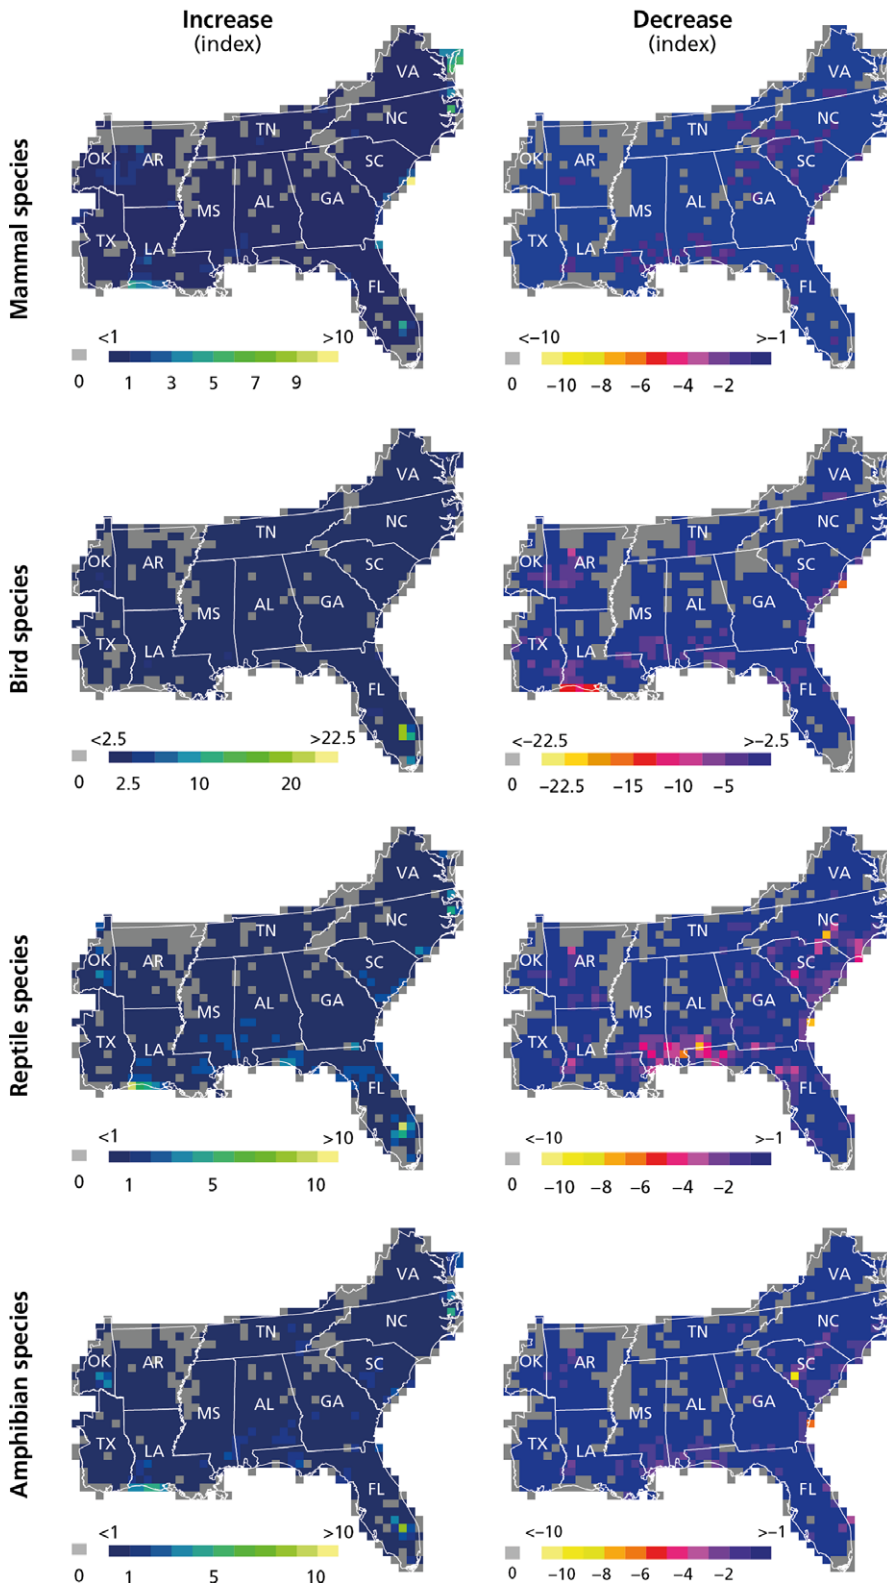 Increase
(index)
Decrease
(index)
Mammal species
VA
NC
TN
OK
AR
SC
MS
AL
GA
TX
LA
FL
<1
>10
0
1
3
5
7
9
VA
NC
TN
OK
AR
SC
MS
AL
GA
TX
LA
FL
<−10
>−1
0
−10
−8
−6
−4
−2
Bird species
VA
NC
TN
OK
AR
SC
MS
AL
GA
TX
LA
FL
<2.5
>22.5
0
2.5
10
20
VA
NC
TN
OK
AR
SC
MS
AL
GA
TX
LA
FL
<−22.5
>−2.5
0
−22.5
−15
−10
−5
Reptile species
VA
NC
TN
OK
AR
SC
MS
AL
GA
TX
LA
FL
<1
>10
0
1
5
10
VA
NC
TN
OK
AR
SC
MS
AL
GA
TX
LA
FL
<−10
>−1
0
−10
−8
−6
−4
−2
Amphibian species
VA
NC
TN
OK
AR
SC
MS
AL
GA
TX
LA
FL
<1
>10
0
1
5
10
VA
NC
TN
OK
AR
SC
MS
AL
GA
TX
LA
FL
<−10
>−1
0
−10
−8
−6
−4
−2